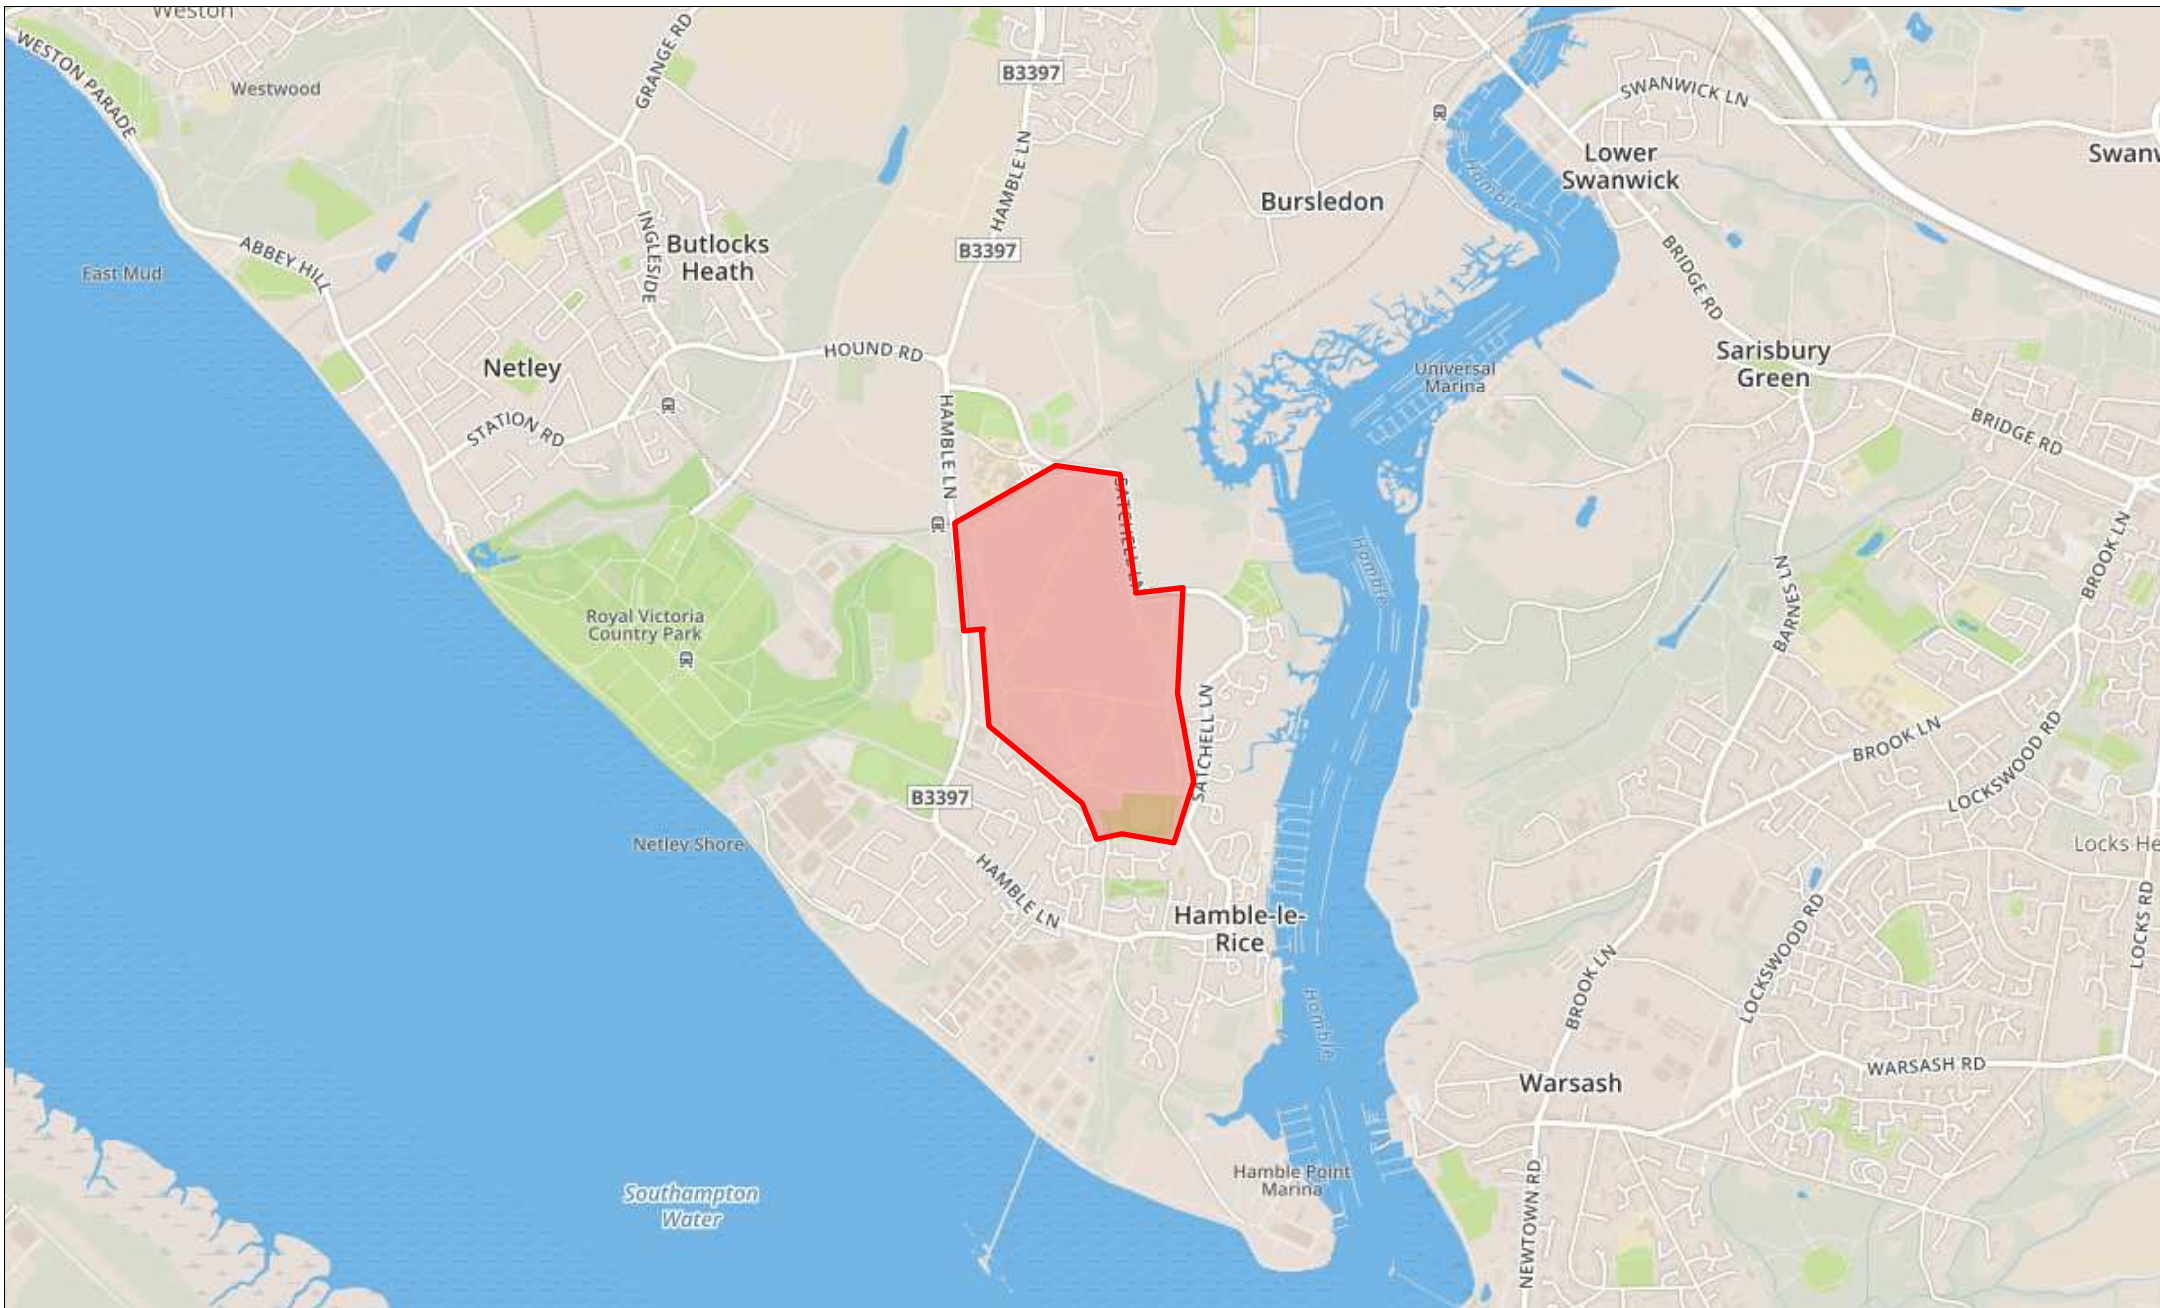 Weston
WESTON PARADE
Westwood
GRANGE RD
B3397
HAMBLE LN
SWANWICK LN
Lower
Swanwick
Hamble
Bursledon
INGLESIDE
Butlocks
Heath
ABBEY HILL
East Mud
B3397
BRIDGE RD
HOUND RD
Netley
Universal
Marina
Sarisbury
Green
STATION RD
HAMBLE LN
BRIDGE RD
SATCHELL LN
Hamble
BROOK LN
BARNES LN
Royal Victoria
Country Park
SATCHELL LN
BROOK LN
LOCKSWOOD RD
B3397
Netley Shore
HAMBLE LN
Hamble-le-
Rice
LOCKSWOOD RD
LOCKS RD
BROOK LN
Hamble
Warsash
WARSASH RD
Hamble Point
Marina
Southampton
Water
NEWTOWN RD